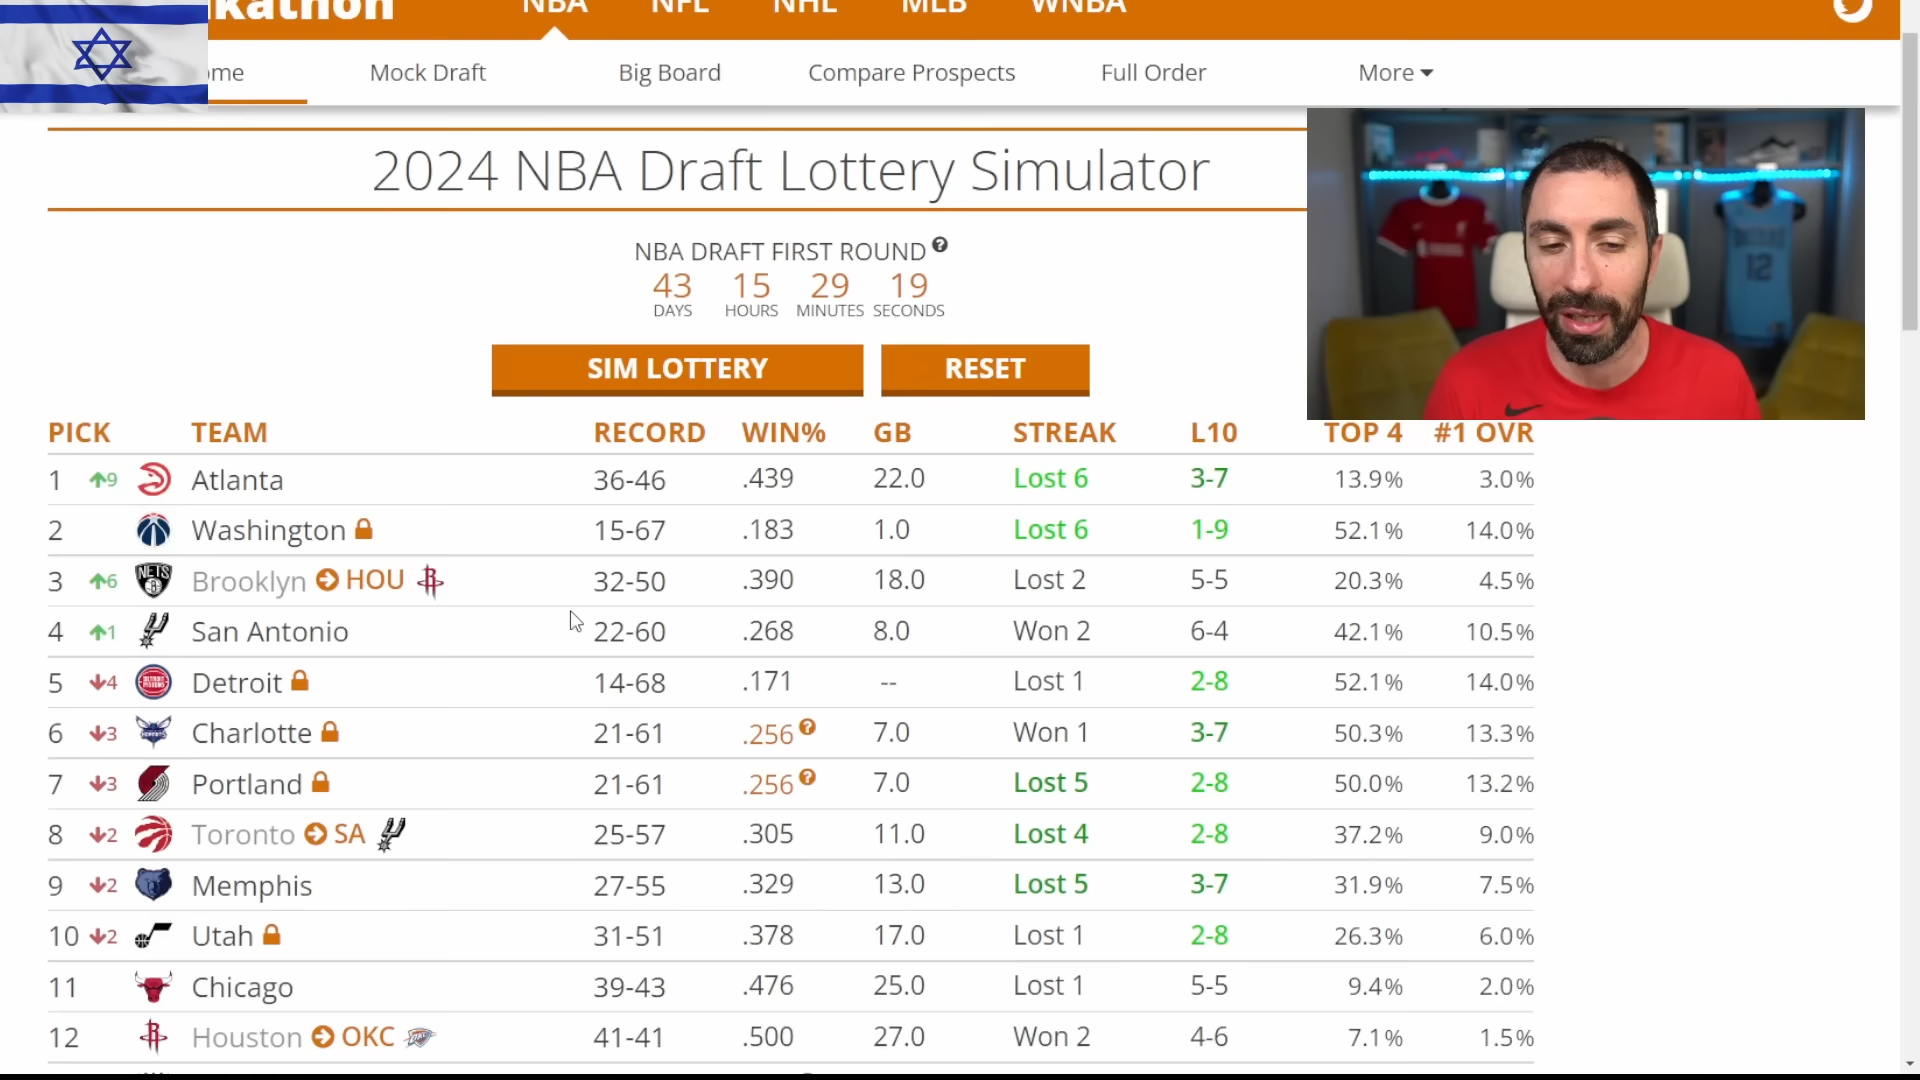 kathon NBA NFL NHL MLB WNBA
ome Mock Draft Big Board Compare Prospects Full Order More
2024 NBA Draft Lottery Simulator
NBA DRAFT FIRST ROUND ?
43 15 29 19
DAYS HOURS MINUTES SECONDS
SIM LOTTERY RESET
PICK TEAM RECORD WIN% GB STREAK L10 TOP 4 #1 OVR
1 9 Atlanta 36-46 .439 22.0 Lost 6 3-7 13.9% 3.0%
2 Washington 15-67 .183 1.0 Lost 6 1-9 52.1% 14.0%
3 6 NETS Brooklyn HOU 32-50 .390 18.0 Lost 2 5-5 20.3% 4.5%
4 1 San Antonio 22-60 .268 8.0 Won 2 6-4 42.1% 10.5%
5 4 Detroit 14-68 .171 -- Lost 1 2-8 52.1% 14.0%
6 3 Charlotte 21-61 .256 ? 7.0 Won 1 3-7 50.3% 13.3%
7 3 Portland 21-61 .256 ? 7.0 Lost 5 2-8 50.0% 13.2%
8 2 Toronto SA 25-57 .305 11.0 Lost 4 2-8 37.2% 9.0%
9 2 Memphis 27-55 .329 13.0 Lost 5 3-7 31.9% 7.5%
10 2 Utah 31-51 .378 17.0 Lost 1 2-8 26.3% 6.0%
11 Chicago 39-43 .476 25.0 Lost 1 5-5 9.4% 2.0%
12 Houston OKC 41-41 .500 27.0 Won 2 4-6 7.1% 1.5%
12